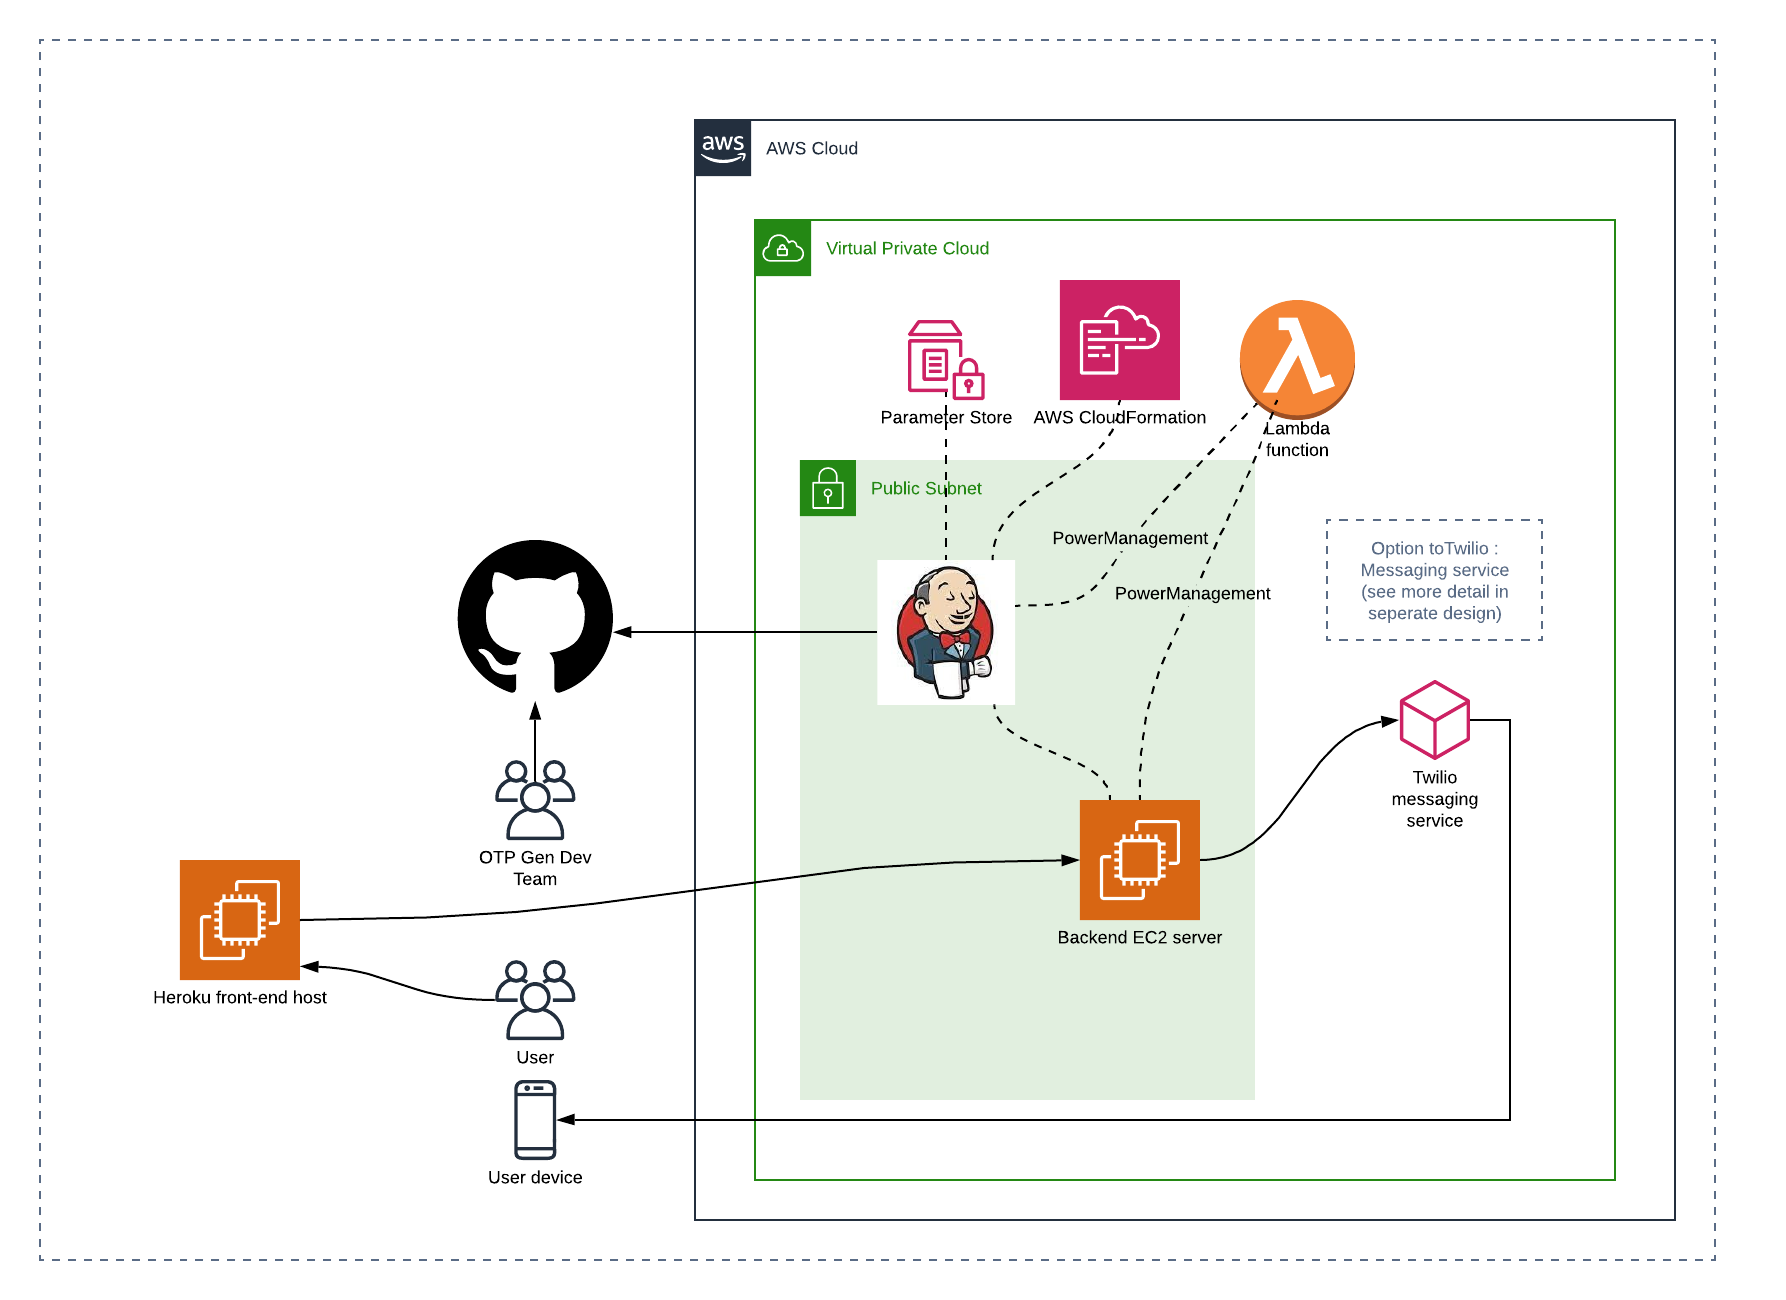 aws
AWS Cloud
Virtual Private Cloud
Parameter Store
AWS CloudFormation
Lambda
function
Public Subnet
PowerManagement
PowerManagement
Option toTwilio :
Messaging service
(see more detail in
seperate design)
Twilio
messaging
service
OTP Gen Dev
Team
Backend EC2 server
Heroku front-end host
User
User device